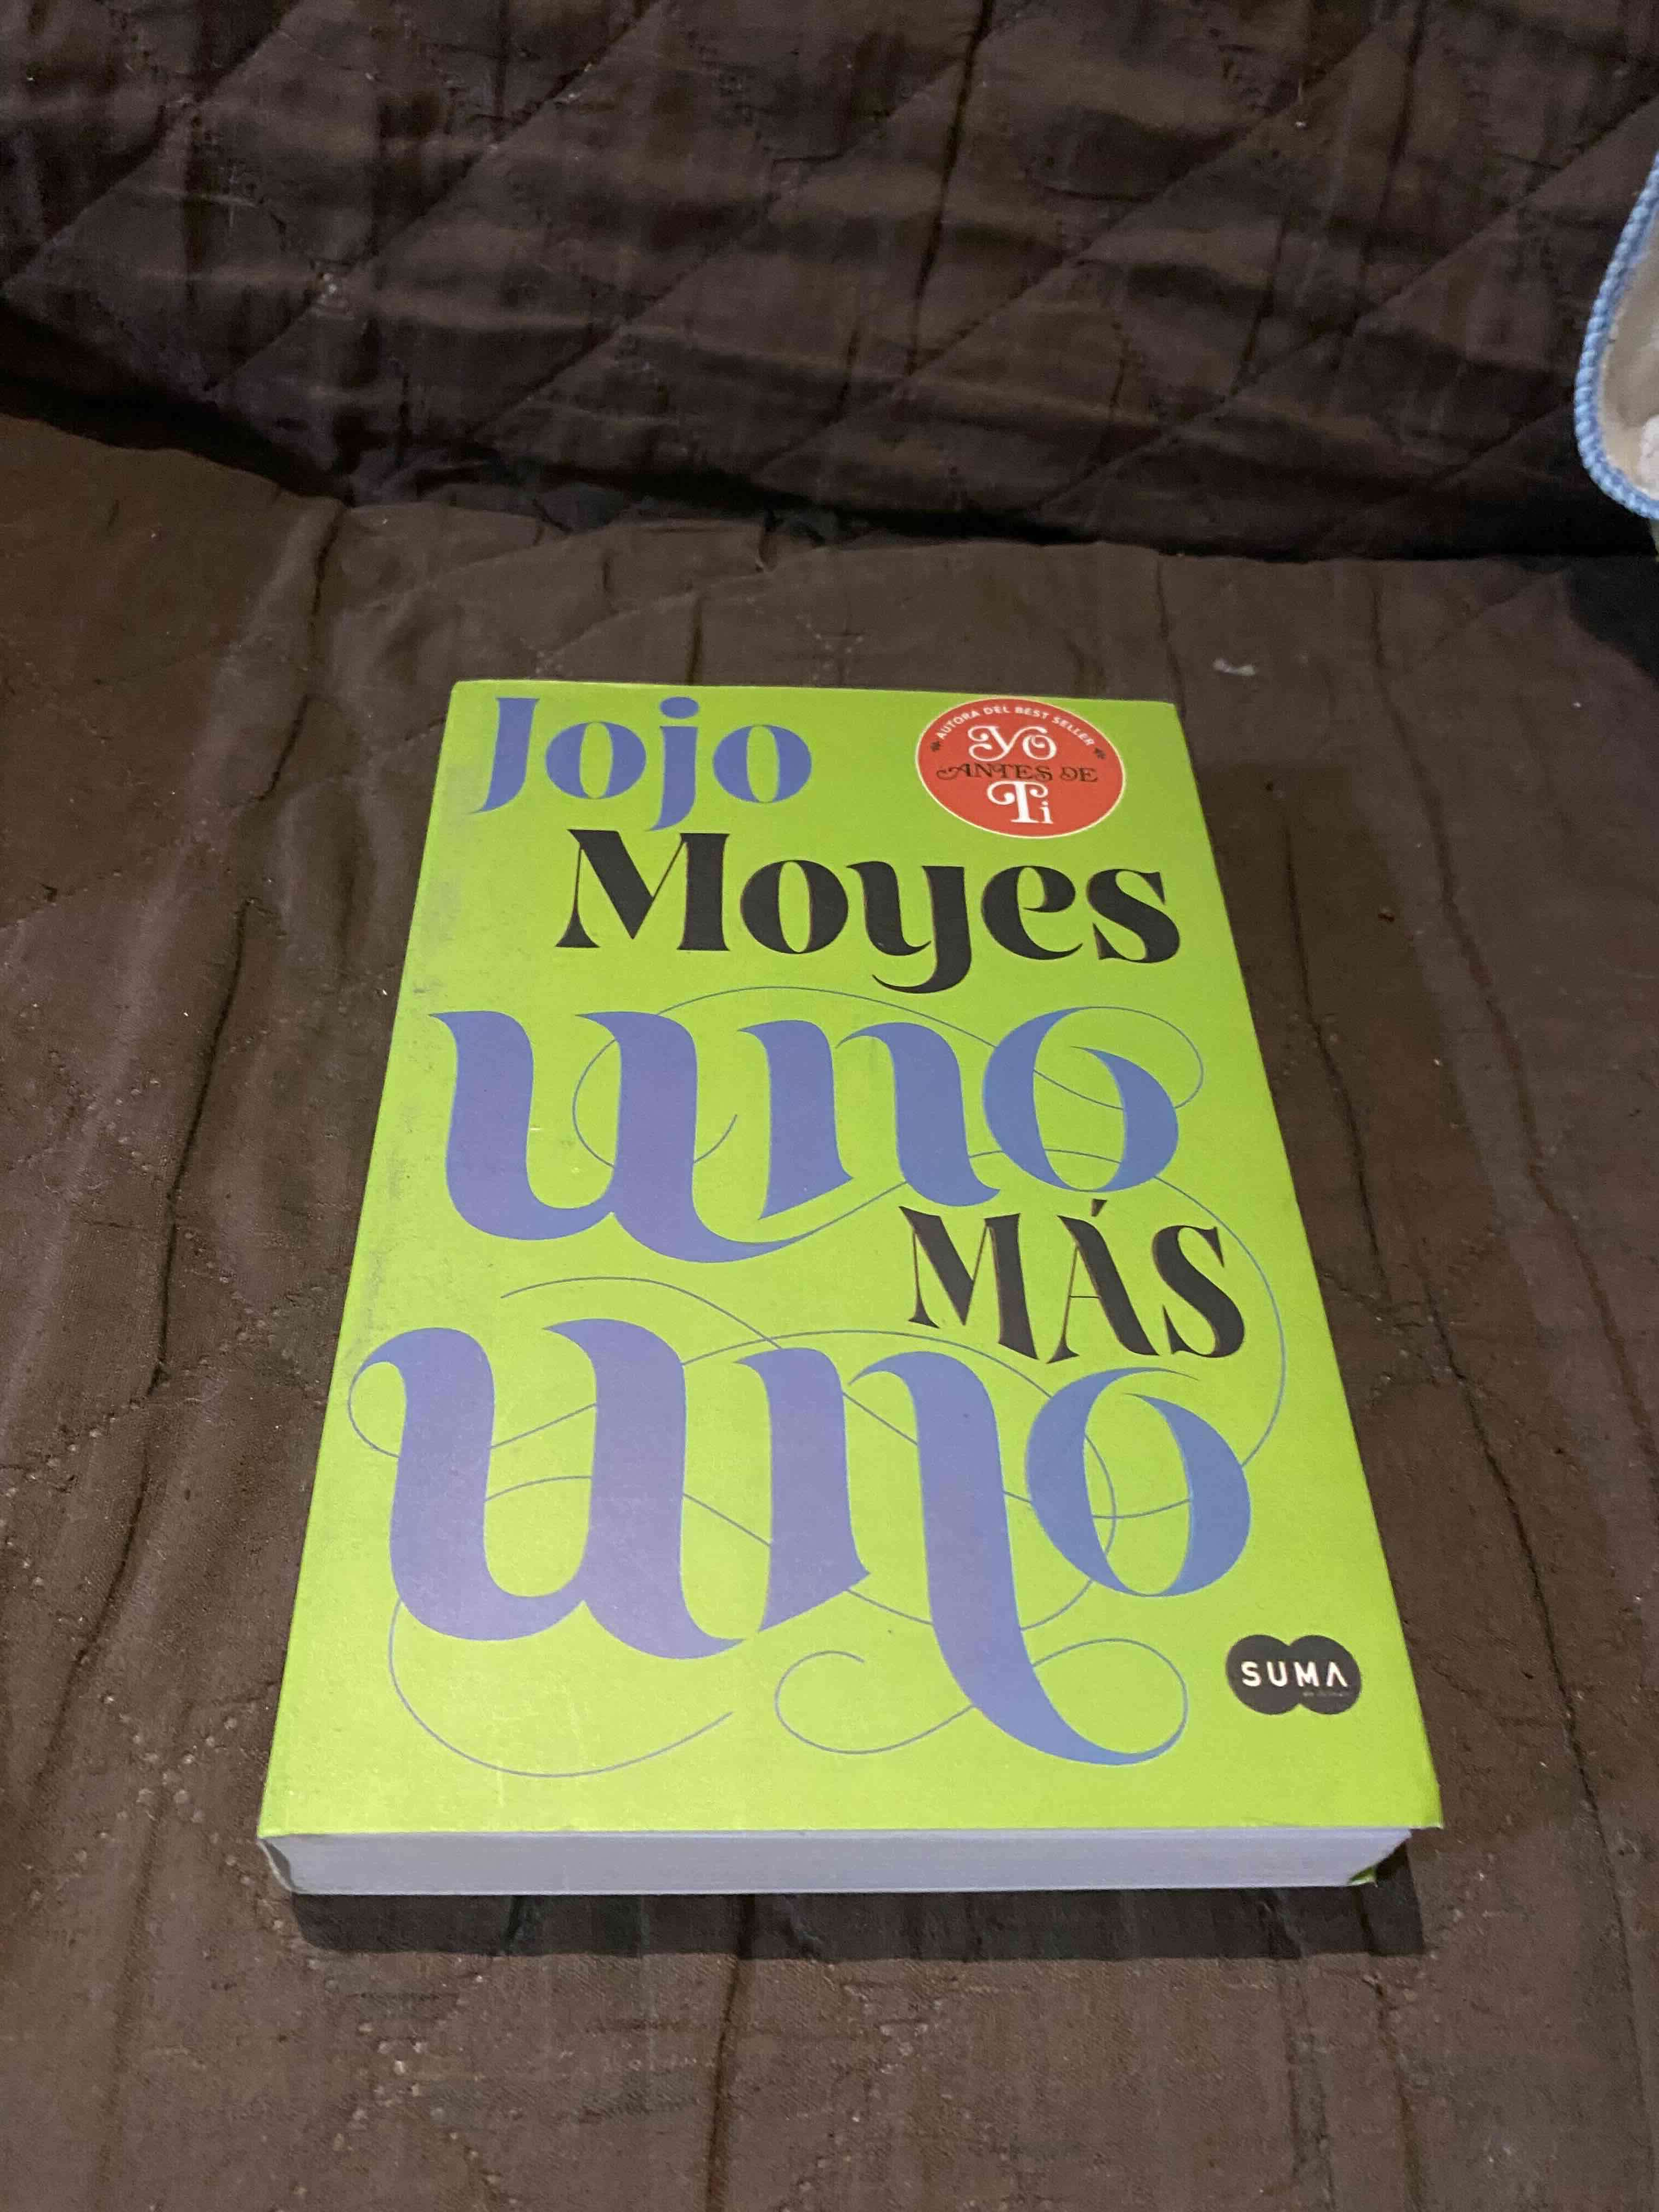 Jojo
AUTORA DEL BEST SELLER
Yo
ANTES DE
Ti
Moyes
uno
MÁS
uno
SUMA